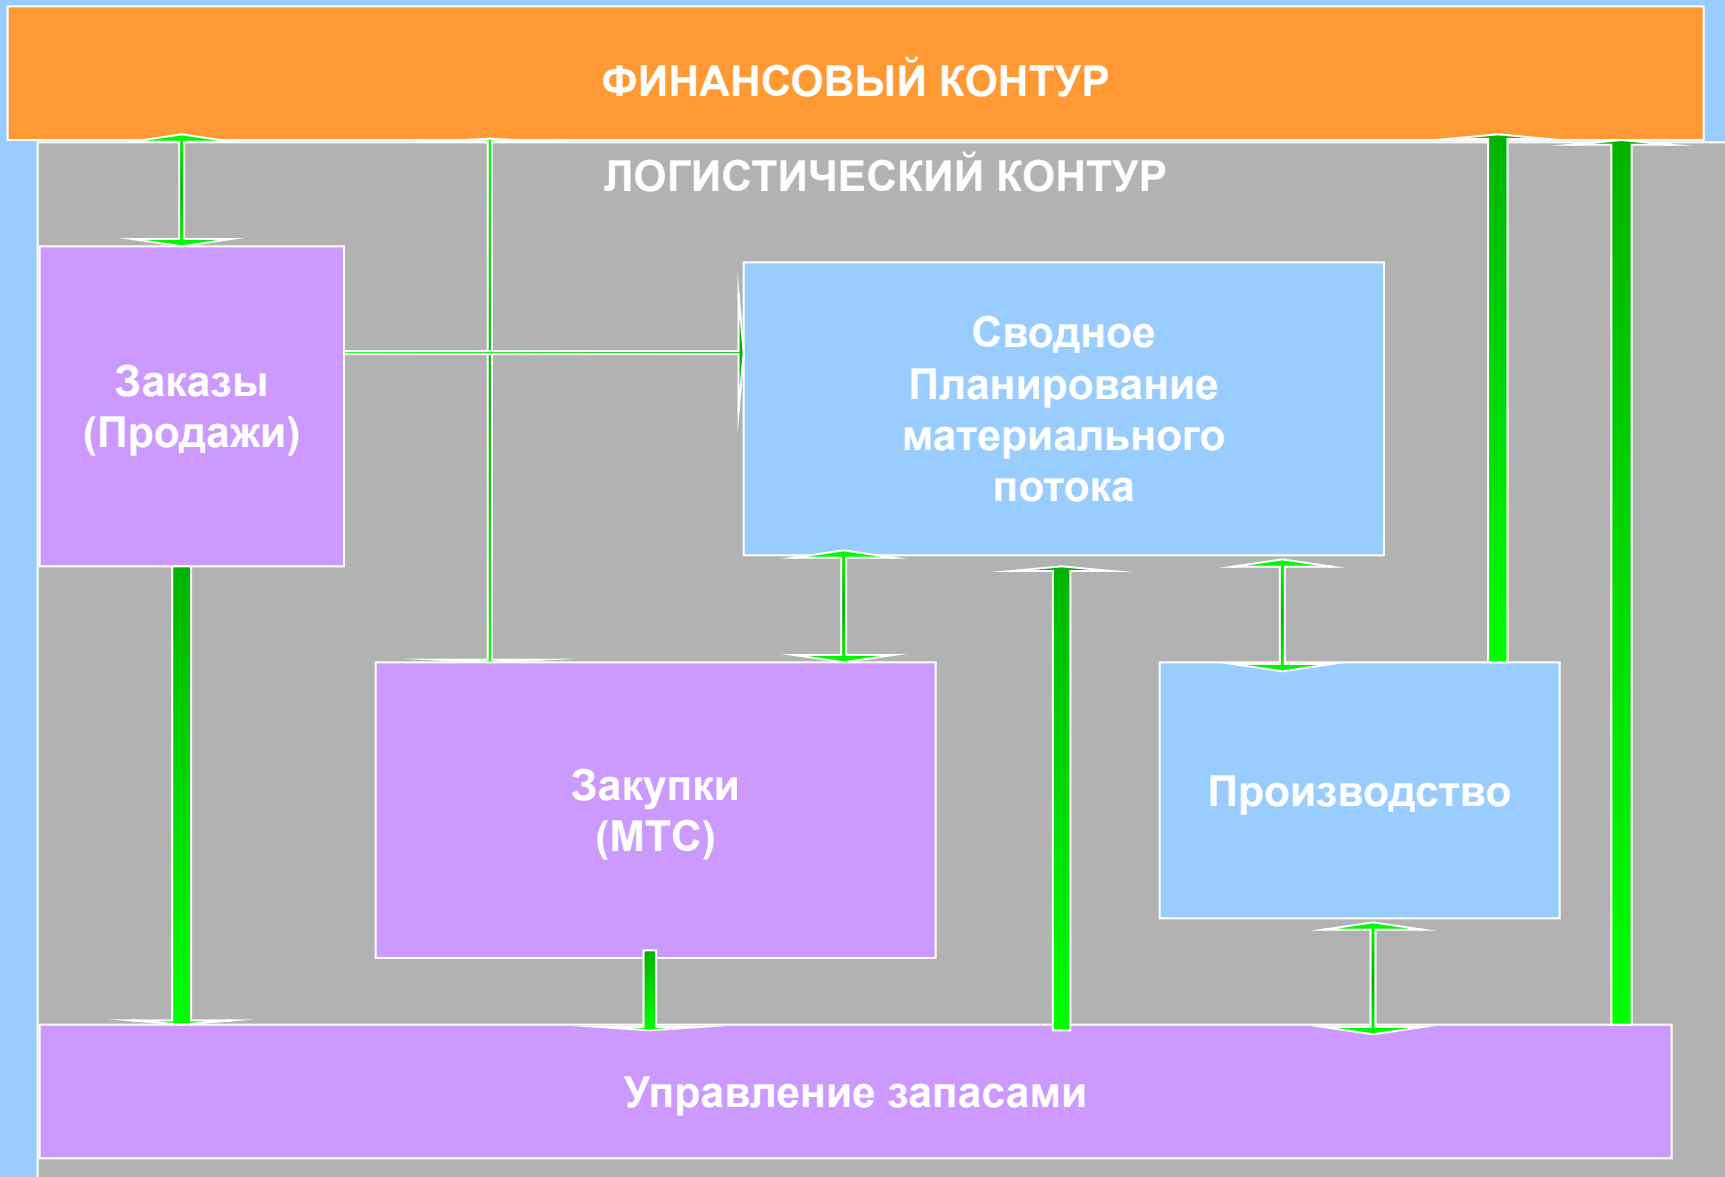 ФИНАНСОВЫЙ КОНТУР
ЛОГИСТИЧЕСКИЙ КОНТУР
Заказы
(Продажи)
Сводное
Планирование
материального
потока
Закупки
(МТС)
Производство
Управление запасами